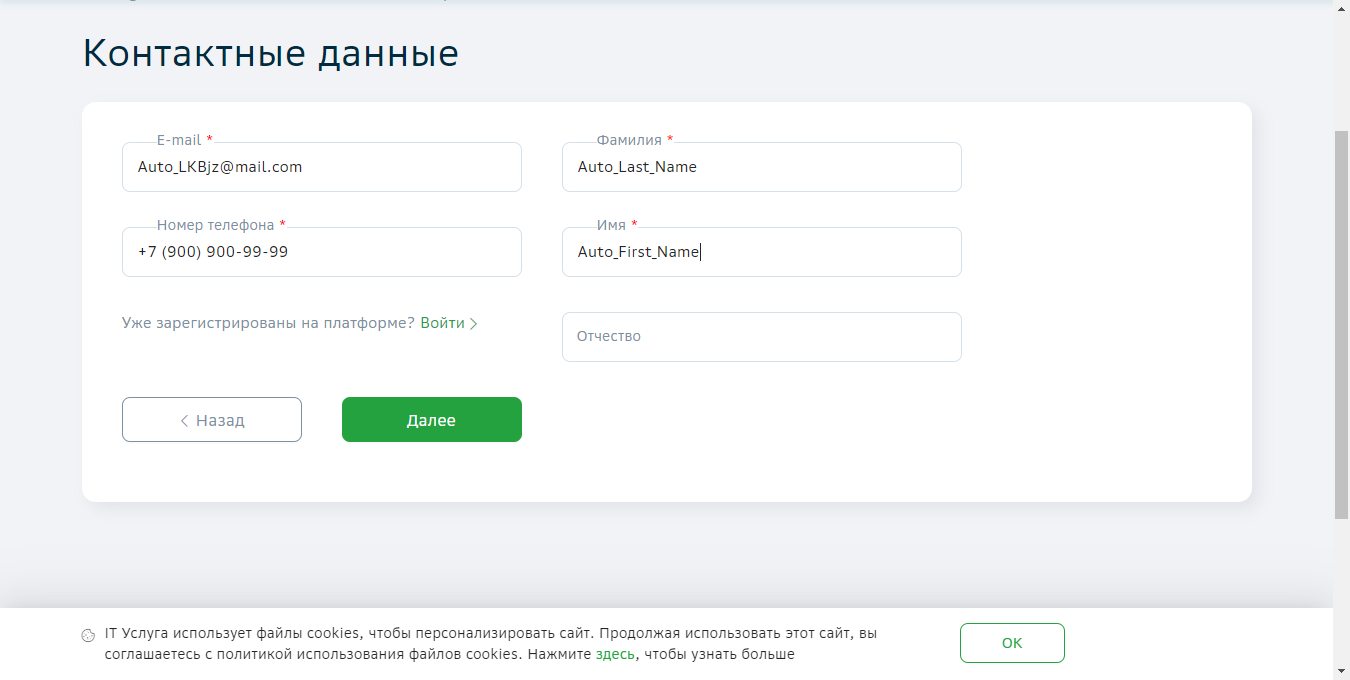 Контактные данные
E-mail *
Auto_LKBjz@mail.com
Фамилия *
Auto_Last_Name
Номер телефона *
+7 (900) 900-99-99
Имя *
Auto_First_Name
Уже зарегистрированы на платформе? Войти >
Отчество
< Назад
Далее
IT Услуга использует файлы cookies, чтобы персонализировать сайт. Продолжая использовать этот сайт, вы
соглашаетесь с политикой использования файлов cookies. Нажмите здесь, чтобы узнать больше
OK